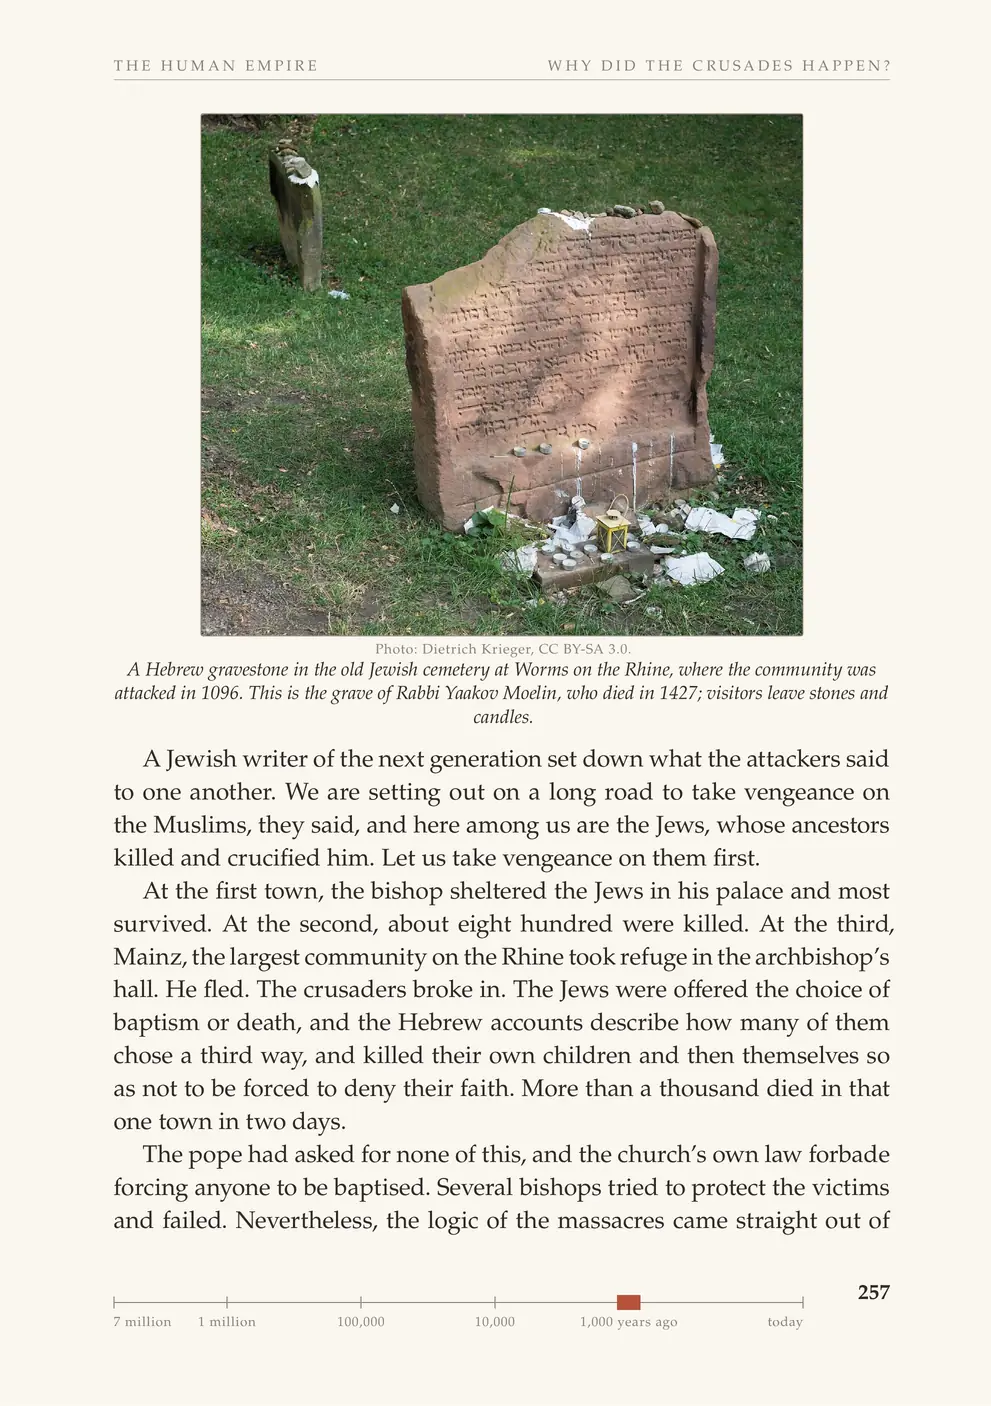 THE HUMAN EMPIRE
WHY DID THE CRUSADES HAPPEN?
Photo: Dietrich Krieger, CC BY-SA 3.0.
A Hebrew gravestone in the old Jewish cemetery at Worms on the Rhine, where the community was
attacked in 1096. This is the grave of Rabbi Yaakov Moelin, who died in 1427; visitors leave stones and
candles.
A Jewish writer of the next generation set down what the attackers said
to one another. We are setting out on a long road to take vengeance on
the Muslims, they said, and here among us are the Jews, whose ancestors
killed and crucified him. Let us take vengeance on them first.
At the first town, the bishop sheltered the Jews in his palace and most
survived. At the second, about eight hundred were killed. At the third,
Mainz, the largest community on the Rhine took refuge in the archbishop’s
hall. He fled. The crusaders broke in. The Jews were offered the choice of
baptism or death, and the Hebrew accounts describe how many of them
chose a third way, and killed their own children and then themselves so
as not to be forced to deny their faith. More than a thousand died in that
one town in two days.
The pope had asked for none of this, and the church’s own law forbade
forcing anyone to be baptised. Several bishops tried to protect the victims
and failed. Nevertheless, the logic of the massacres came straight out of
257
7 million
1 million
100,000
10,000
1,000 years ago
today